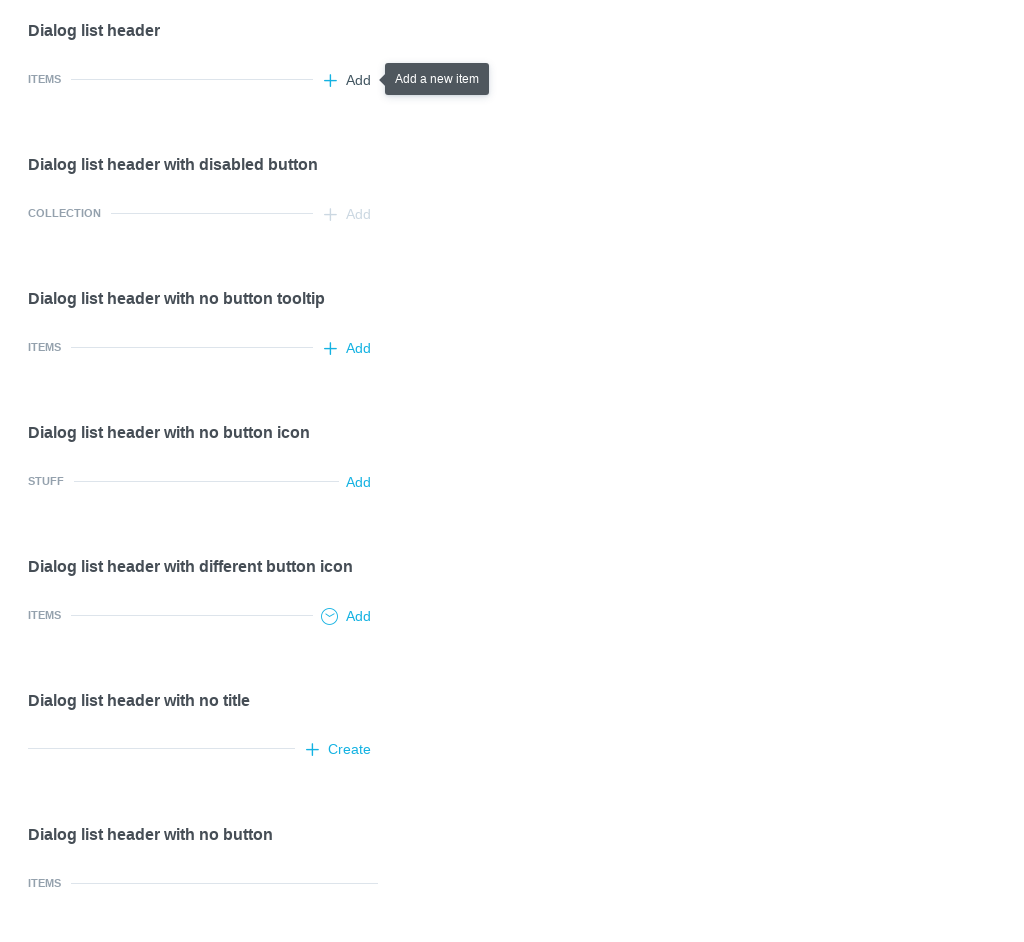 Dialog list header
ITEMS Add Add a new item
Dialog list header with disabled button
COLLECTION Add
Dialog list header with no button tooltip
ITEMS Add
Dialog list header with no button icon
STUFF Add
Dialog list header with different button icon
ITEMS Add
Dialog list header with no title
Create
Dialog list header with no button
ITEMS